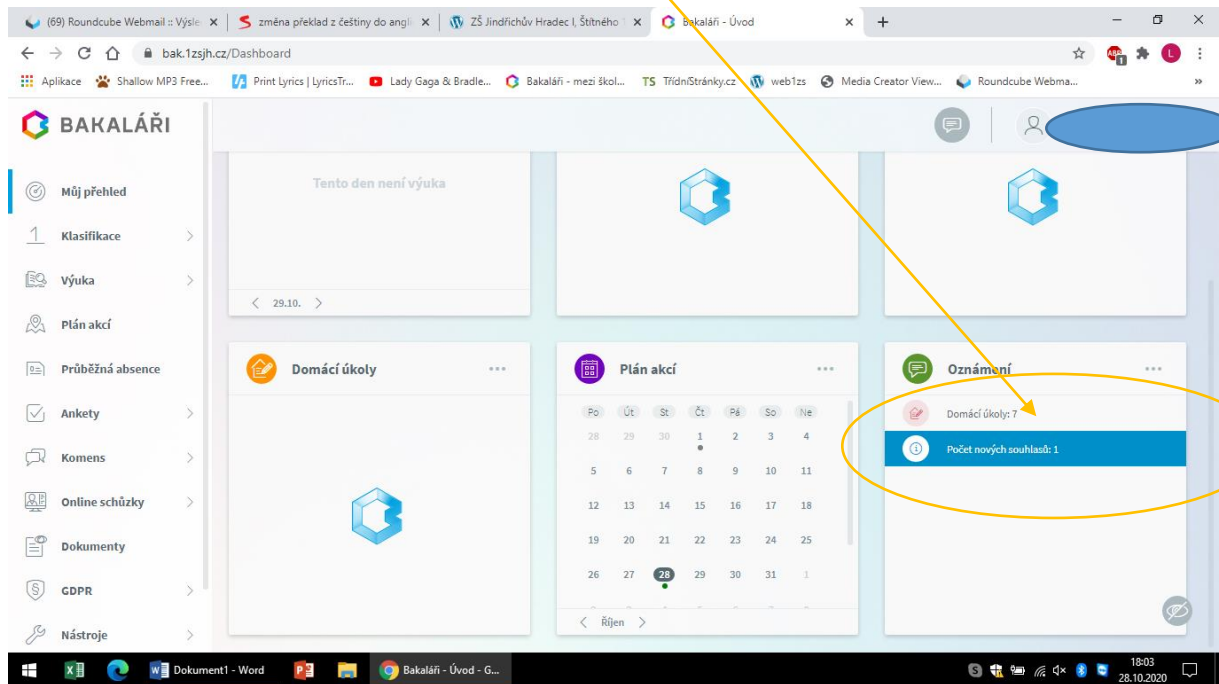 (69) Roundcube Webmail :: Výsle
změna překlad z češtiny do angli
ZŠ Jindřichův Hradec I, Štítného 1
Bakaláři - Úvod
bak.1zsjh.cz/Dashboard
ABP
1
L
Aplikace
Shallow MP3 Free...
Print Lyrics | LyricsTr...
Lady Gaga & Bradle...
Bakaláři - mezi škol...
TS TřídníStránky.cz
web1zs
Media Creator View...
Roundcube Webma...
»
BAKALÁŘI
Můj přehled
1 Klasifikace
Výuka
Plán akcí
Průběžná absence
Ankety
Komens
Online schůzky
Dokumenty
GDPR
Nástroje
Tento den není výuka
< 29.10. >
Domácí úkoly
...
Plán akcí
...
Po Út St Čt Pá So Ne
28 29 30 1 2 3 4
5 6 7 8 9 10 11
12 13 14 15 16 17 18
19 20 21 22 23 24 25
26 27 28 29 30 31 1
< Říjen >
Oznámení
...
Domácí úkoly: 7
Počet nových souhlasů: 1
Dokument1 - Word
Bakaláři - Úvod - G...
18:03
28.10.2020